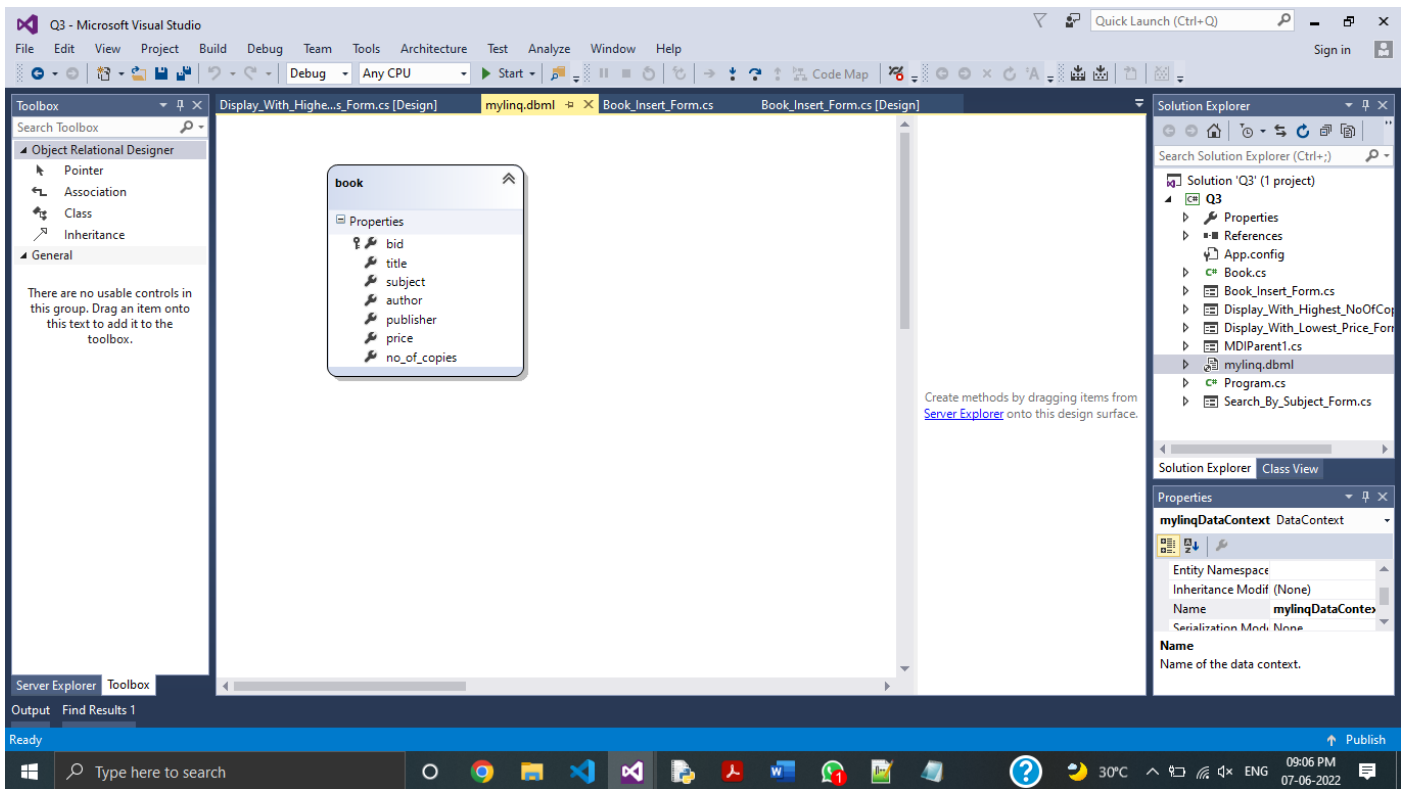 Q3 - Microsoft Visual Studio
Quick Launch (Ctrl+Q)
File Edit View Project Build Debug Team Tools Architecture Test Analyze Window Help
Sign in
Debug Any CPU Start Code Map
Toolbox
Search Toolbox
Object Relational Designer
Pointer
Association
Class
Inheritance
General
There are no usable controls in
this group. Drag an item onto
this text to add it to the
toolbox.
Server Explorer Toolbox
Display_With_Highe...s_Form.cs [Design] mylinq.dbml Book_Insert_Form.cs Book_Insert_Form.cs [Design]
book
Properties
bid
title
subject
author
publisher
price
no_of_copies
Create methods by dragging items from
Server Explorer onto this design surface.
Solution Explorer
Search Solution Explorer (Ctrl+;)
Solution 'Q3' (1 project)
C# Q3
Properties
References
App.config
C# Book.cs
Book_Insert_Form.cs
Display_With_Highest_NoOfCop
Display_With_Lowest_Price_Forr
MDIParent1.cs
mylinq.dbml
C# Program.cs
Search_By_Subject_Form.cs
Solution Explorer Class View
Properties
mylinqDataContext DataContext
Entity Namespace
Inheritance Modif (None)
Name mylinqDataContex
Serialization Mod None
Name
Name of the data context.
Output Find Results 1
Ready
Publish
Type here to search
30°C ENG
09:06 PM
07-06-2022